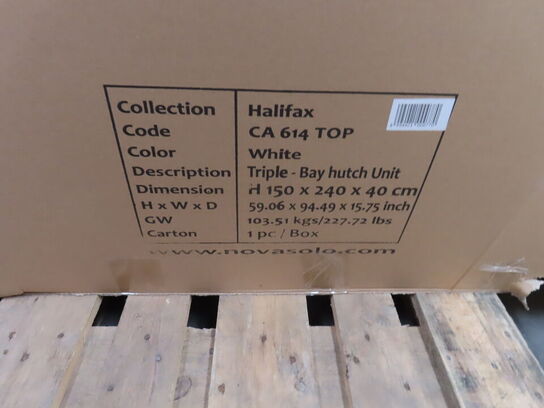 Collection Halifax
Code CA 614 TOP
Color White
Description Triple - Bay hutch Unit
Dimension H 150 x 240 x 40 cm
H x W x D 59.06 x 94.49 x 15.75 inch
GW 103.51 kgs/227.72 lbs
Carton 1 pc / Box
www.novasolo.com